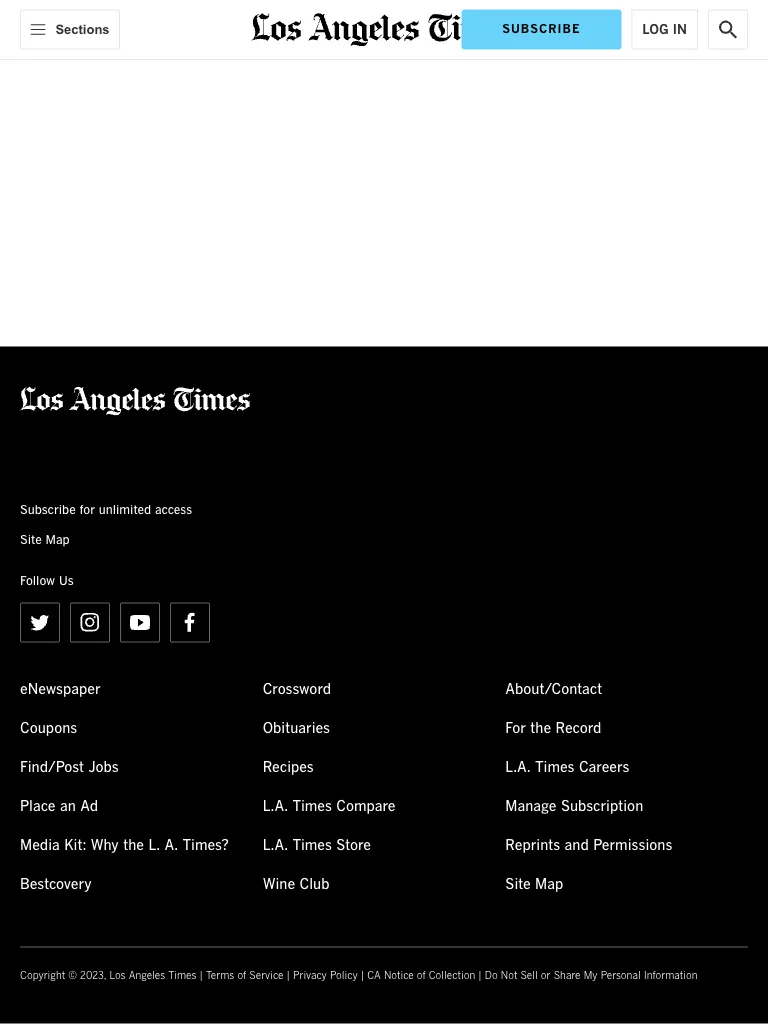 Sections
Los Angeles Ti
SUBSCRIBE
LOG IN
Los Angeles Times
Subscribe for unlimited access
Site Map
Follow Us
eNewspaper
Crossword
About/Contact
Coupons
Obituaries
For the Record
Find/Post Jobs
Recipes
L.A. Times Careers
Place an Ad
L.A. Times Compare
Manage Subscription
Media Kit: Why the L. A. Times?
L.A. Times Store
Reprints and Permissions
Bestcovery
Wine Club
Site Map
Copyright © 2023, Los Angeles Times | Terms of Service | Privacy Policy | CA Notice of Collection | Do Not Sell or Share My Personal Information